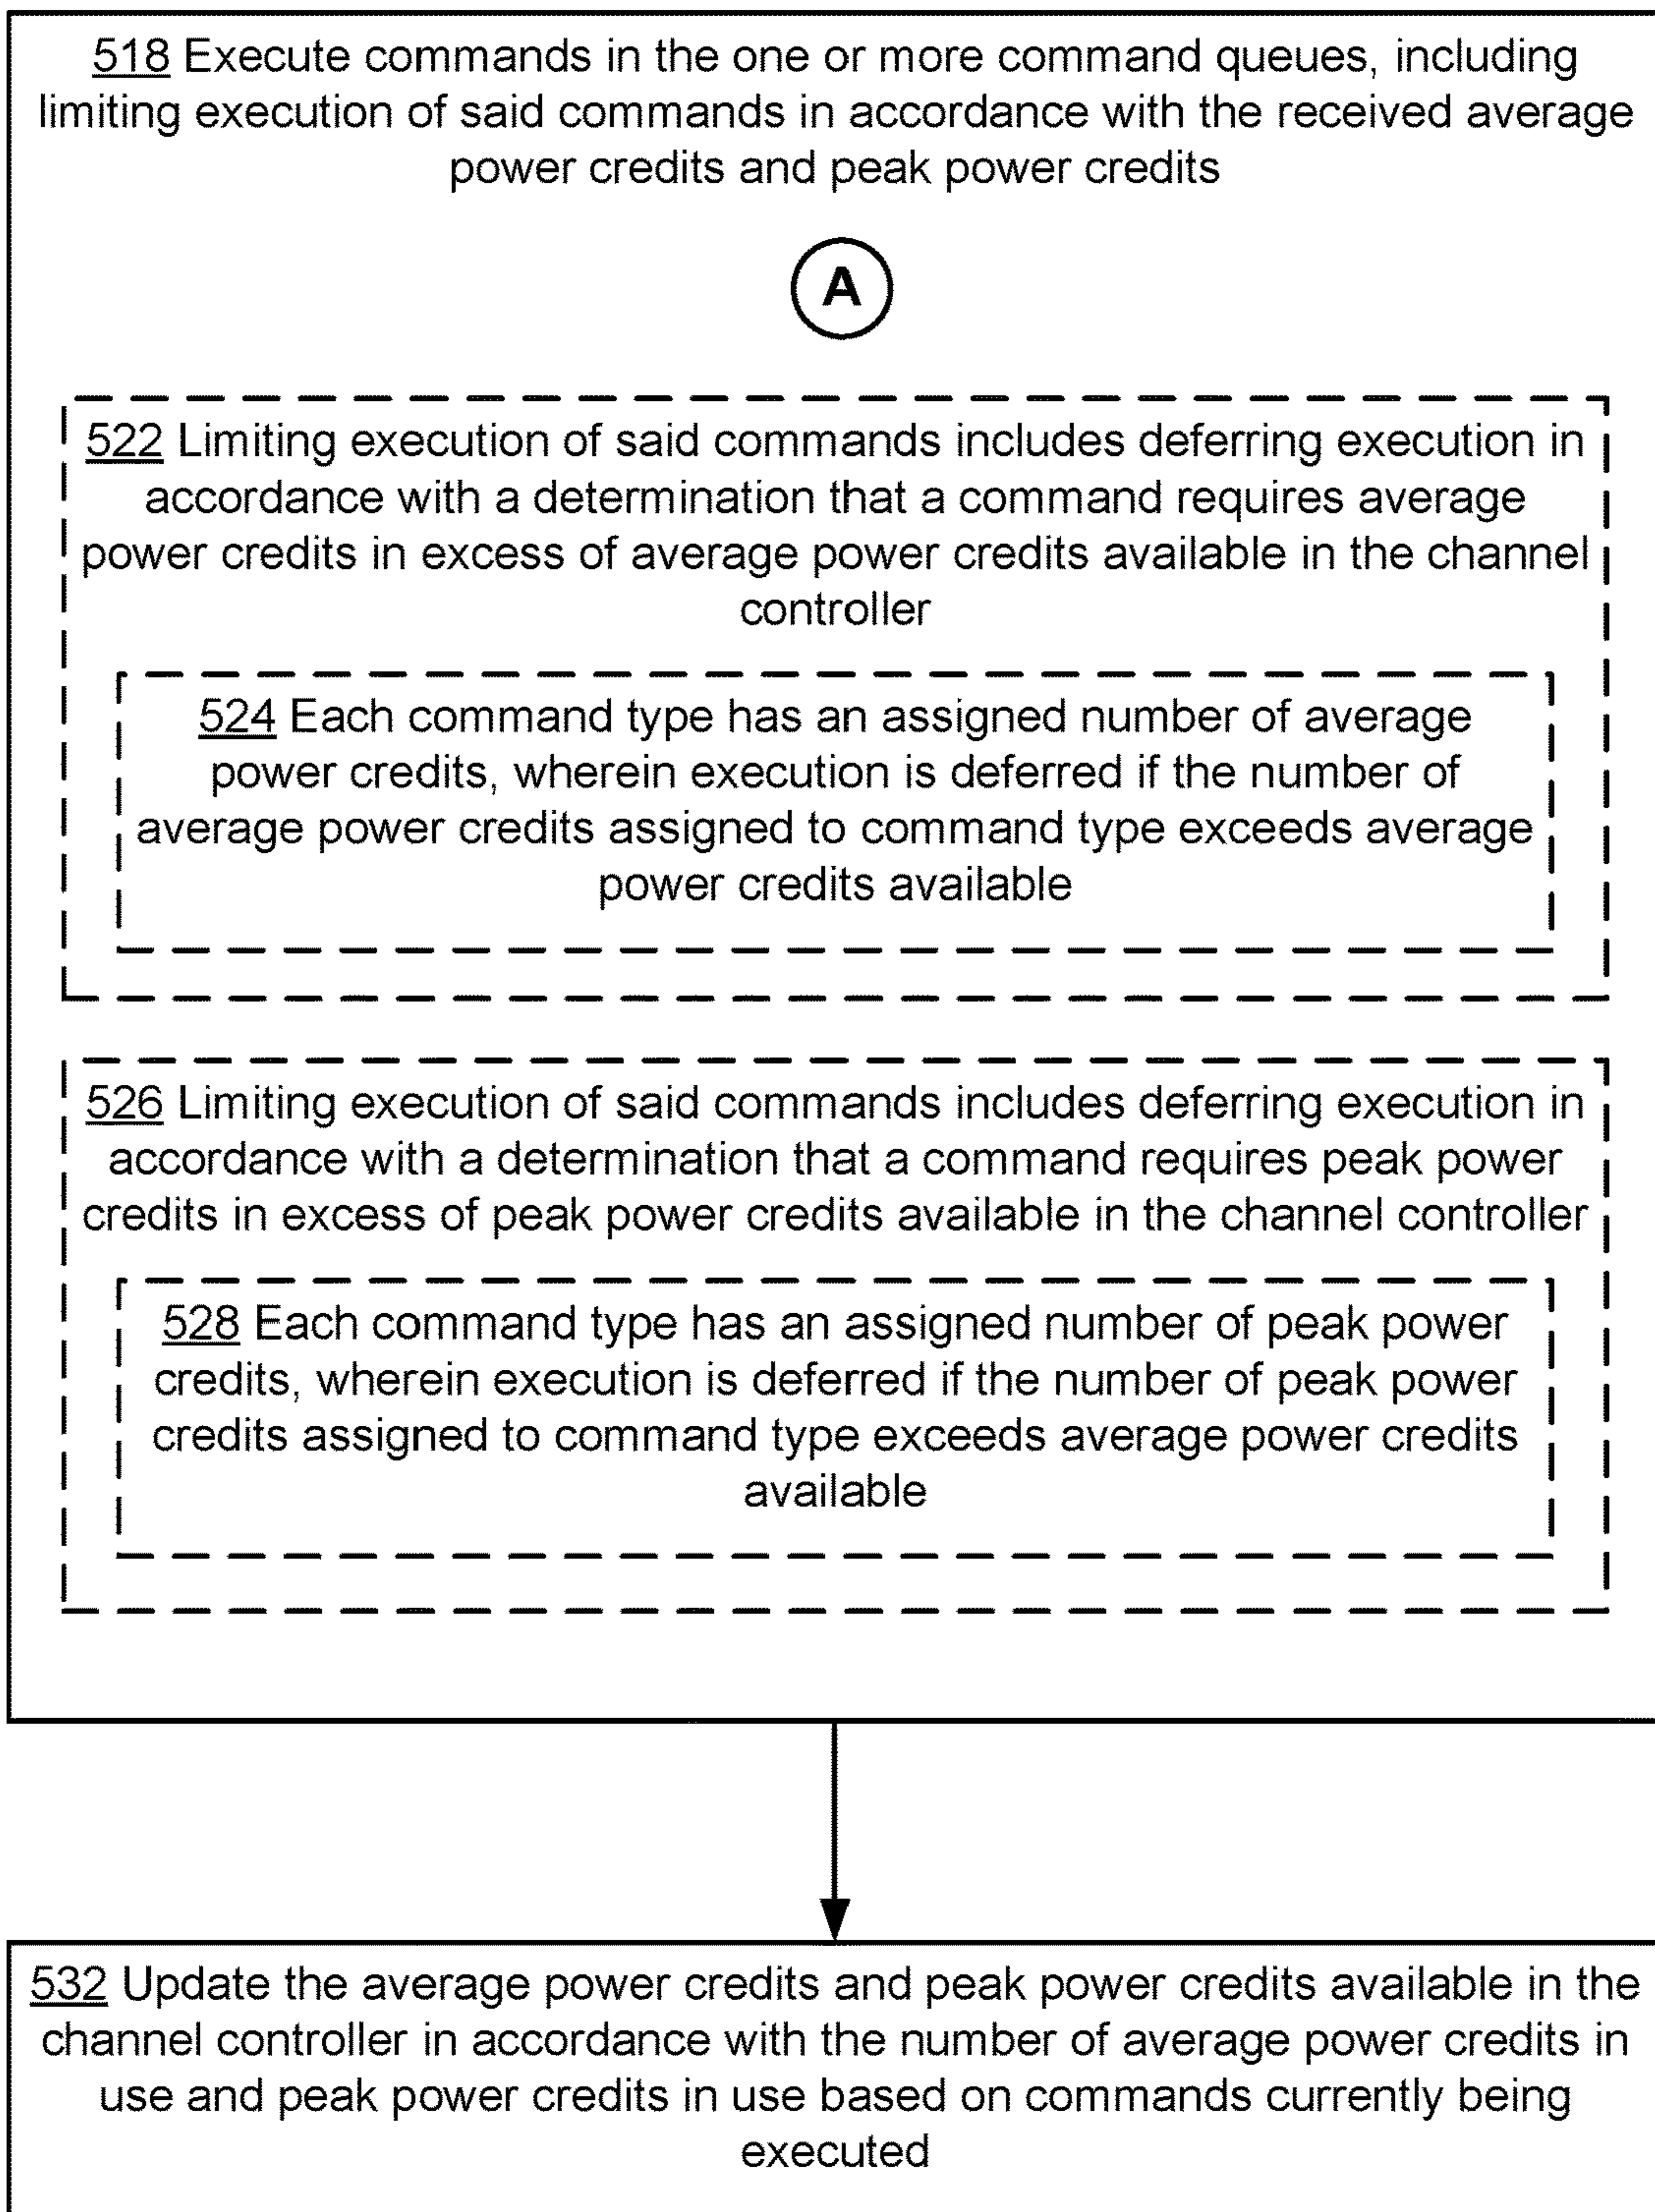 518 Execute commands in the one or more command queues, including
limiting execution of said commands in accordance with the received average
power credits and peak power credits
A
522 Limiting execution of said commands includes deferring execution in
accordance with a determination that a command requires average
power credits in excess of average power credits available in the channel
controller
524 Each command type has an assigned number of average
power credits, wherein execution is deferred if the number of
average power credits assigned to command type exceeds average
power credits available
526 Limiting execution of said commands includes deferring execution in
accordance with a determination that a command requires peak power
credits in excess of peak power credits available in the channel controller
528 Each command type has an assigned number of peak power
credits, wherein execution is deferred if the number of peak power
credits assigned to command type exceeds average power credits
available
532 Update the average power credits and peak power credits available in the
channel controller in accordance with the number of average power credits in
use and peak power credits in use based on commands currently being
executed